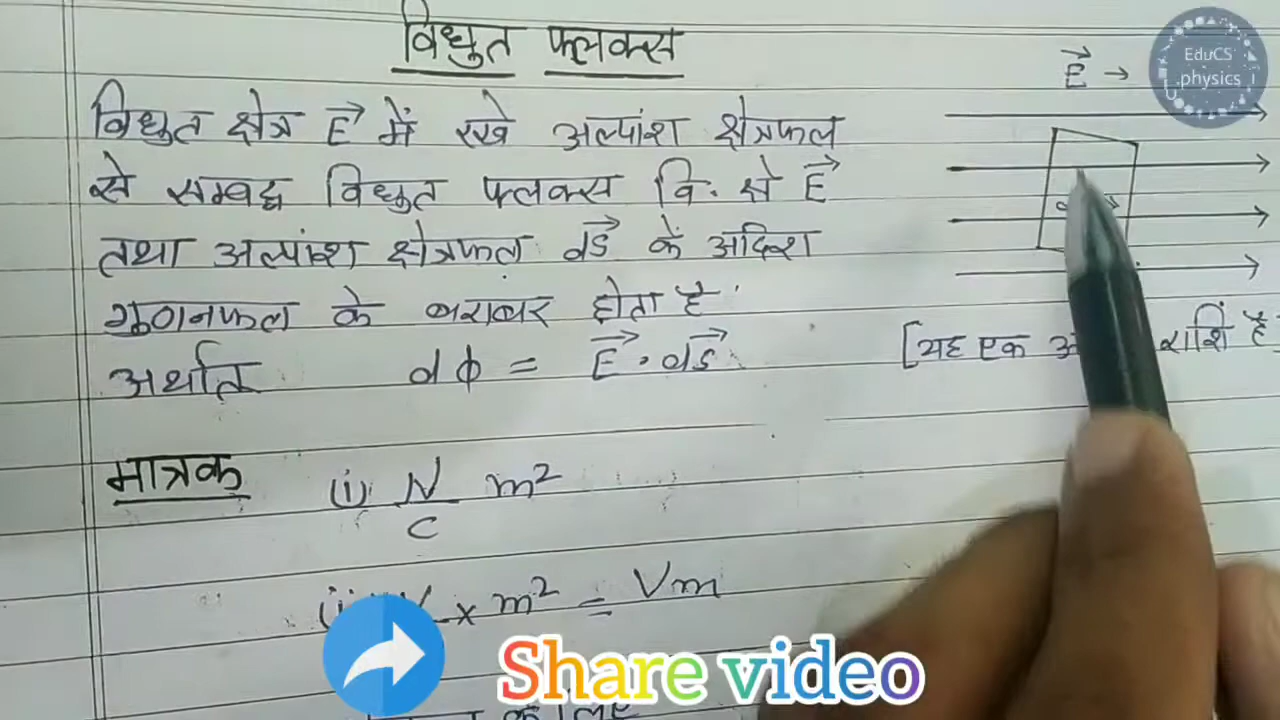 विधुत फ्लक्स
EduCS
physics
E →
विधुत क्षेत्र E में रखे अल्पांश क्षेत्रफल
से सम्बद्ध विधुत फ्लक्स वि. क्षे E
तथा अल्पांश क्षेत्रफल ds के अदिश
गुणनफल के बराबर होता है
अर्थात dϕ = E . ds
[यह एक राशि है
मात्रक (i) N/C m²
x m² = Vm
Share video
के लिए